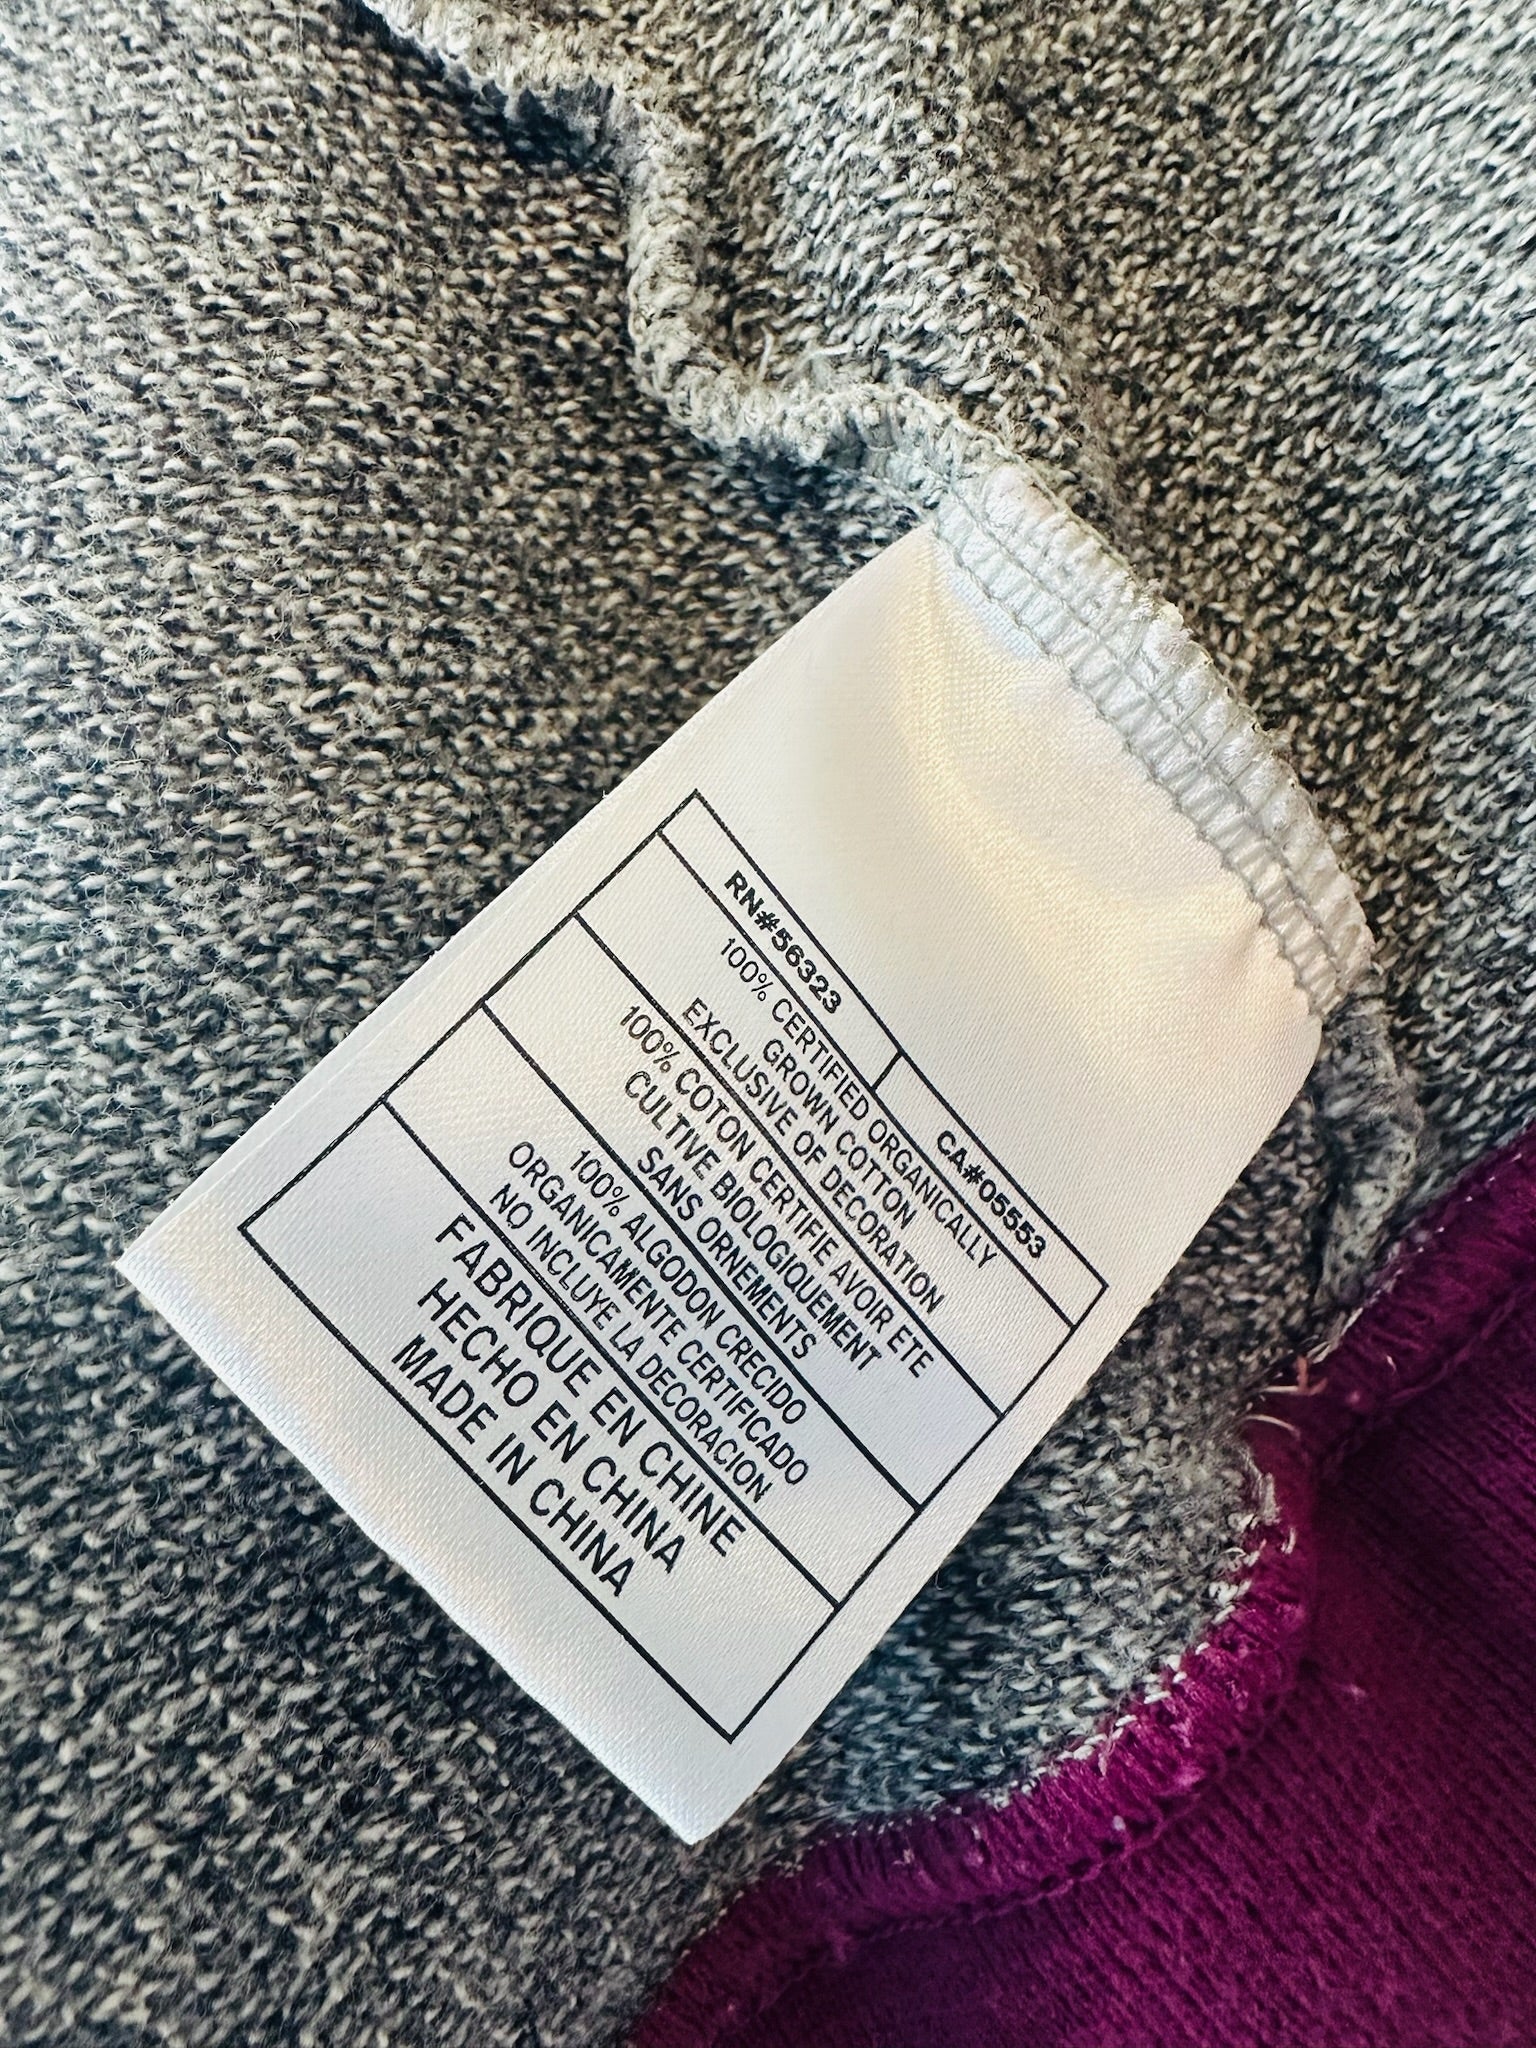 RN#56323 CA#05553
100% CERTIFIED ORGANICALLY
GROWN COTTON
EXCLUSIVE OF DECORATION
100% COTON CERTIFIE AVOIR ETE
CULTIVE BIOLOGIQUEMENT
SANS ORNEMENTS
100% ALGODON CRECIDO
ORGANICAMENTE CERTIFICADO
NO INCLUYE LA DECORACION
FABRIQUE EN CHINE
HECHO EN CHINA
MADE IN CHINA